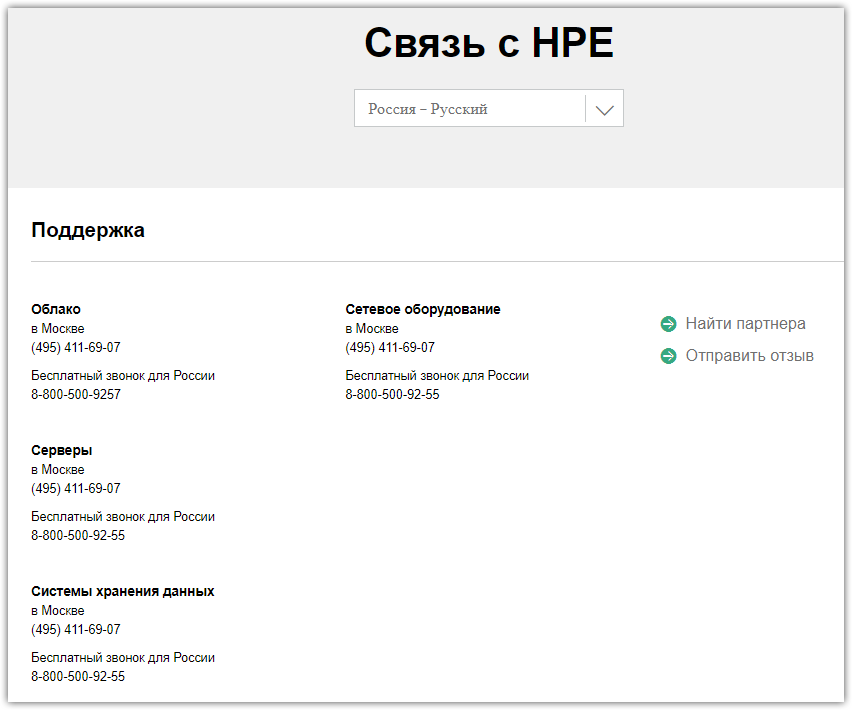 Связь с HPE
Россия – Русский
Поддержка
Облако
в Москве
(495) 411-69-07
Бесплатный звонок для России
8-800-500-9257
Сетевое оборудование
в Москве
(495) 411-69-07
Бесплатный звонок для России
8-800-500-92-55
Найти партнера
Отправить отзыв
Серверы
в Москве
(495) 411-69-07
Бесплатный звонок для России
8-800-500-92-55
Системы хранения данных
в Москве
(495) 411-69-07
Бесплатный звонок для России
8-800-500-92-55